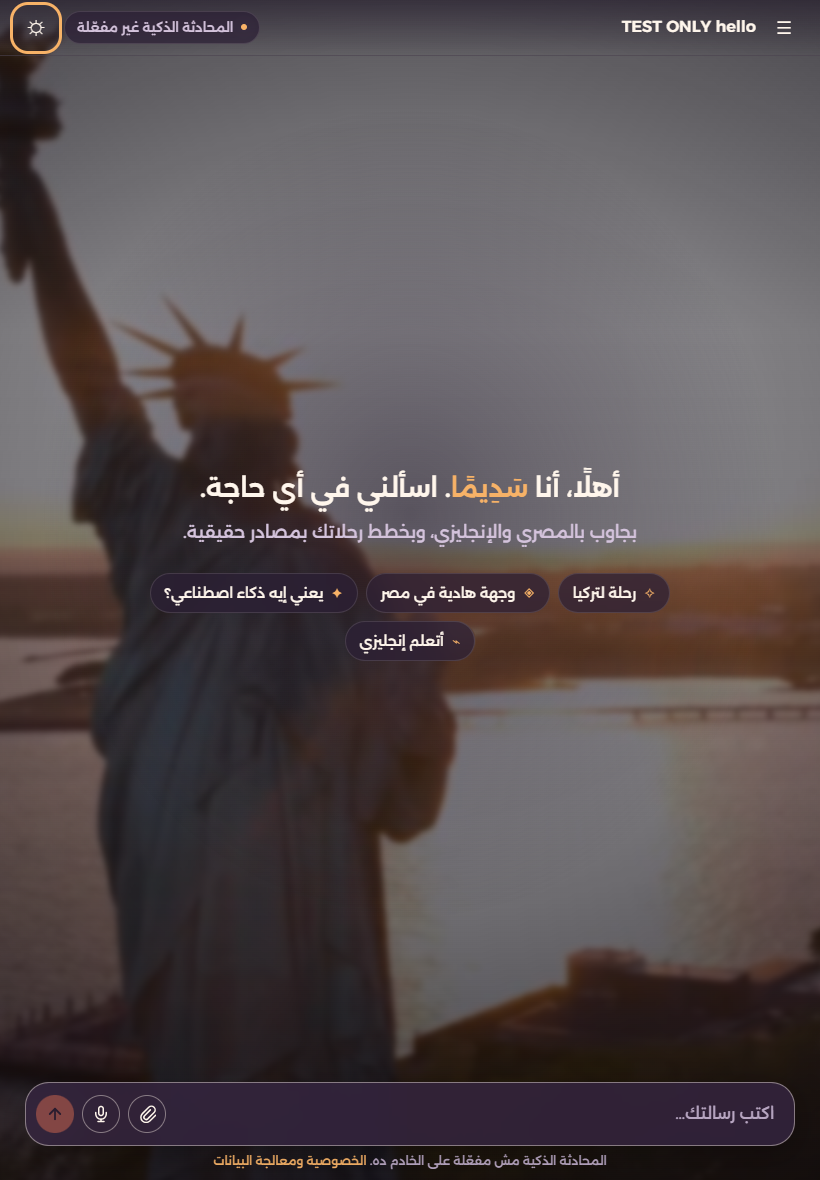 TEST ONLY hello
المحادثة الذكية غير مفعّلة
أهلًا، أنا سَدِيمًا. اسألني في أي حاجة.
بجاوب بالمصري والإنجليزي، وبخطط رحلاتك بمصادر حقيقية.
رحلة لتركيا
وجهة هادية في مصر
يعني إيه ذكاء اصطناعي؟
أتعلم إنجليزي
اكتب رسالتك...
المحادثة الذكية مش مفعّلة على الخادم ده. الخصوصية ومعالجة البيانات